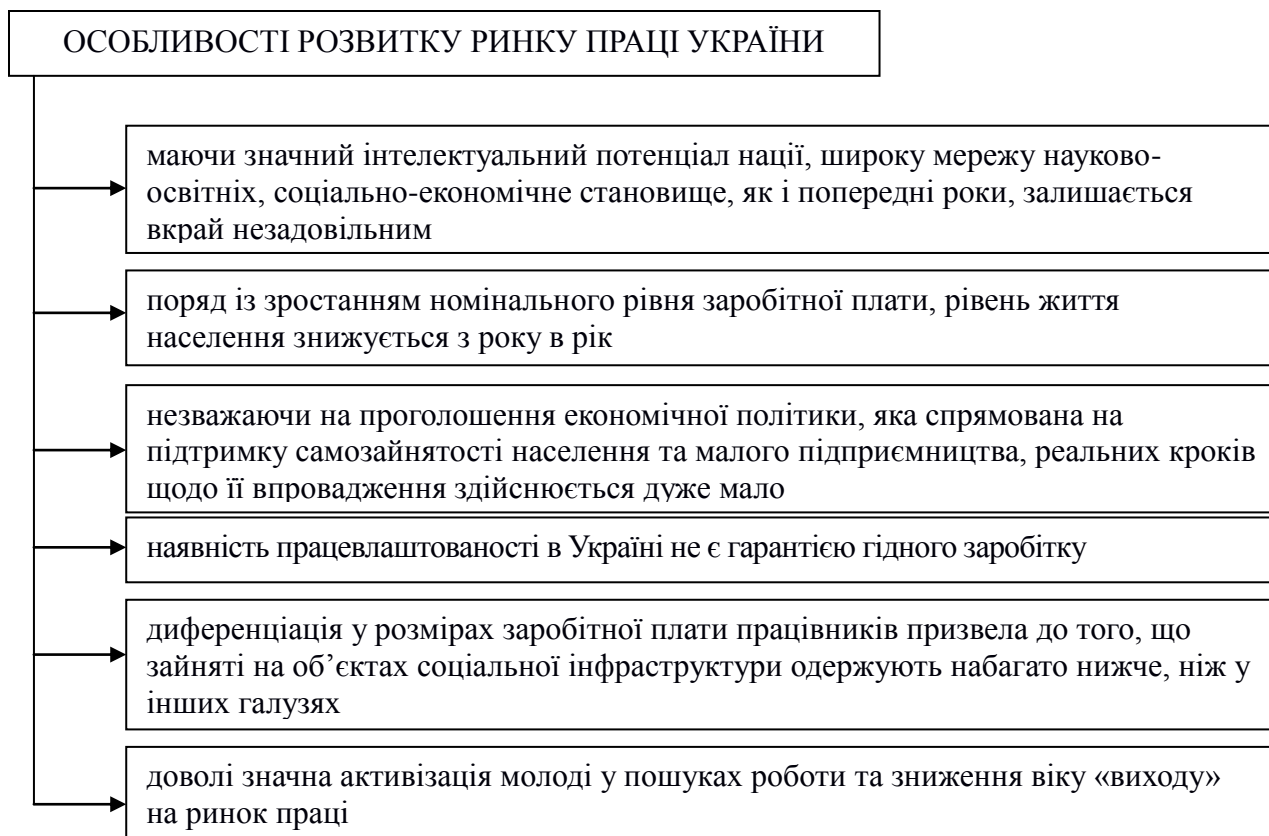 ОСОБЛИВОСТІ РОЗВИТКУ РИНКУ ПРАЦІ УКРАЇНИ
маючи значний інтелектуальний потенціал нації, широку мережу науково-
освітніх, соціально-економічне становище, як і попередні роки, залишається
вкрай незадовільним
поряд із зростанням номінального рівня заробітної плати, рівень життя
населення знижується з року в рік
незважаючи на проголошення економічної політики, яка спрямована на
підтримку самозайнятості населення та малого підприємництва, реальних кроків
щодо її впровадження здійснюється дуже мало
наявність працевлаштованості в Україні не є гарантією гідного заробітку
диференціація у розмірах заробітної плати працівників призвела до того, що
зайняті на об’єктах соціальної інфраструктури одержують набагато нижче, ніж у
інших галузях
доволі значна активізація молоді у пошуках роботи та зниження віку «виходу»
на ринок праці